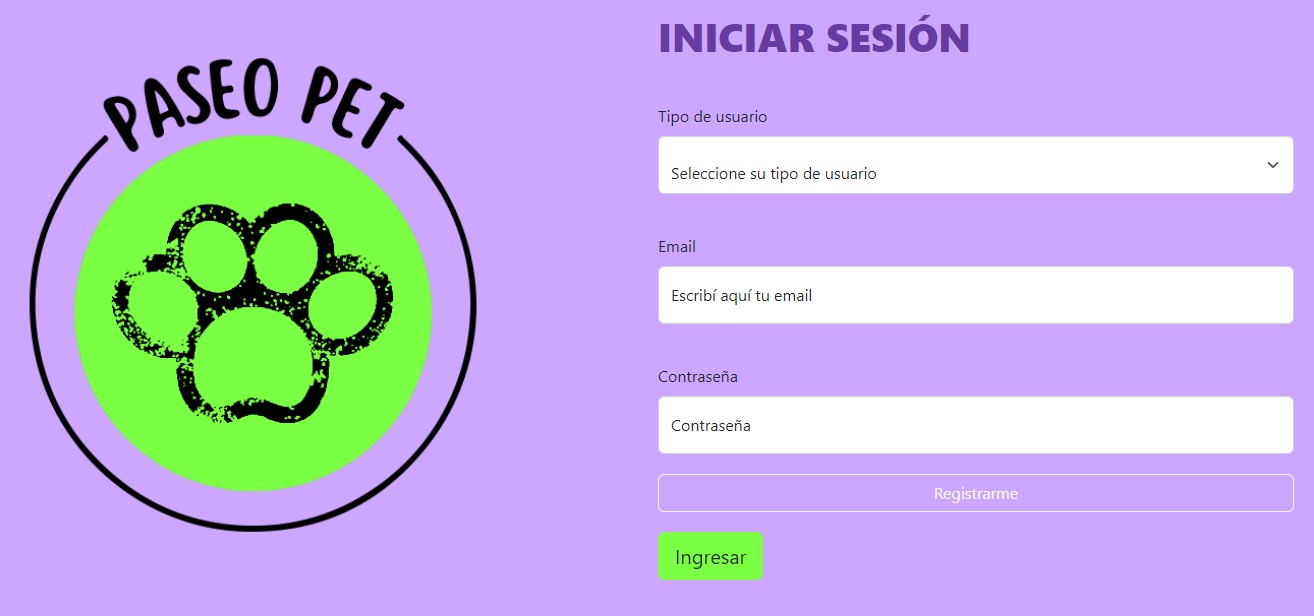 PASEO PET
INICIAR SESIÓN
Tipo de usuario
Seleccione su tipo de usuario
Email
Escribí aquí tu email
Contraseña
Contraseña
Registrarme
Ingresar